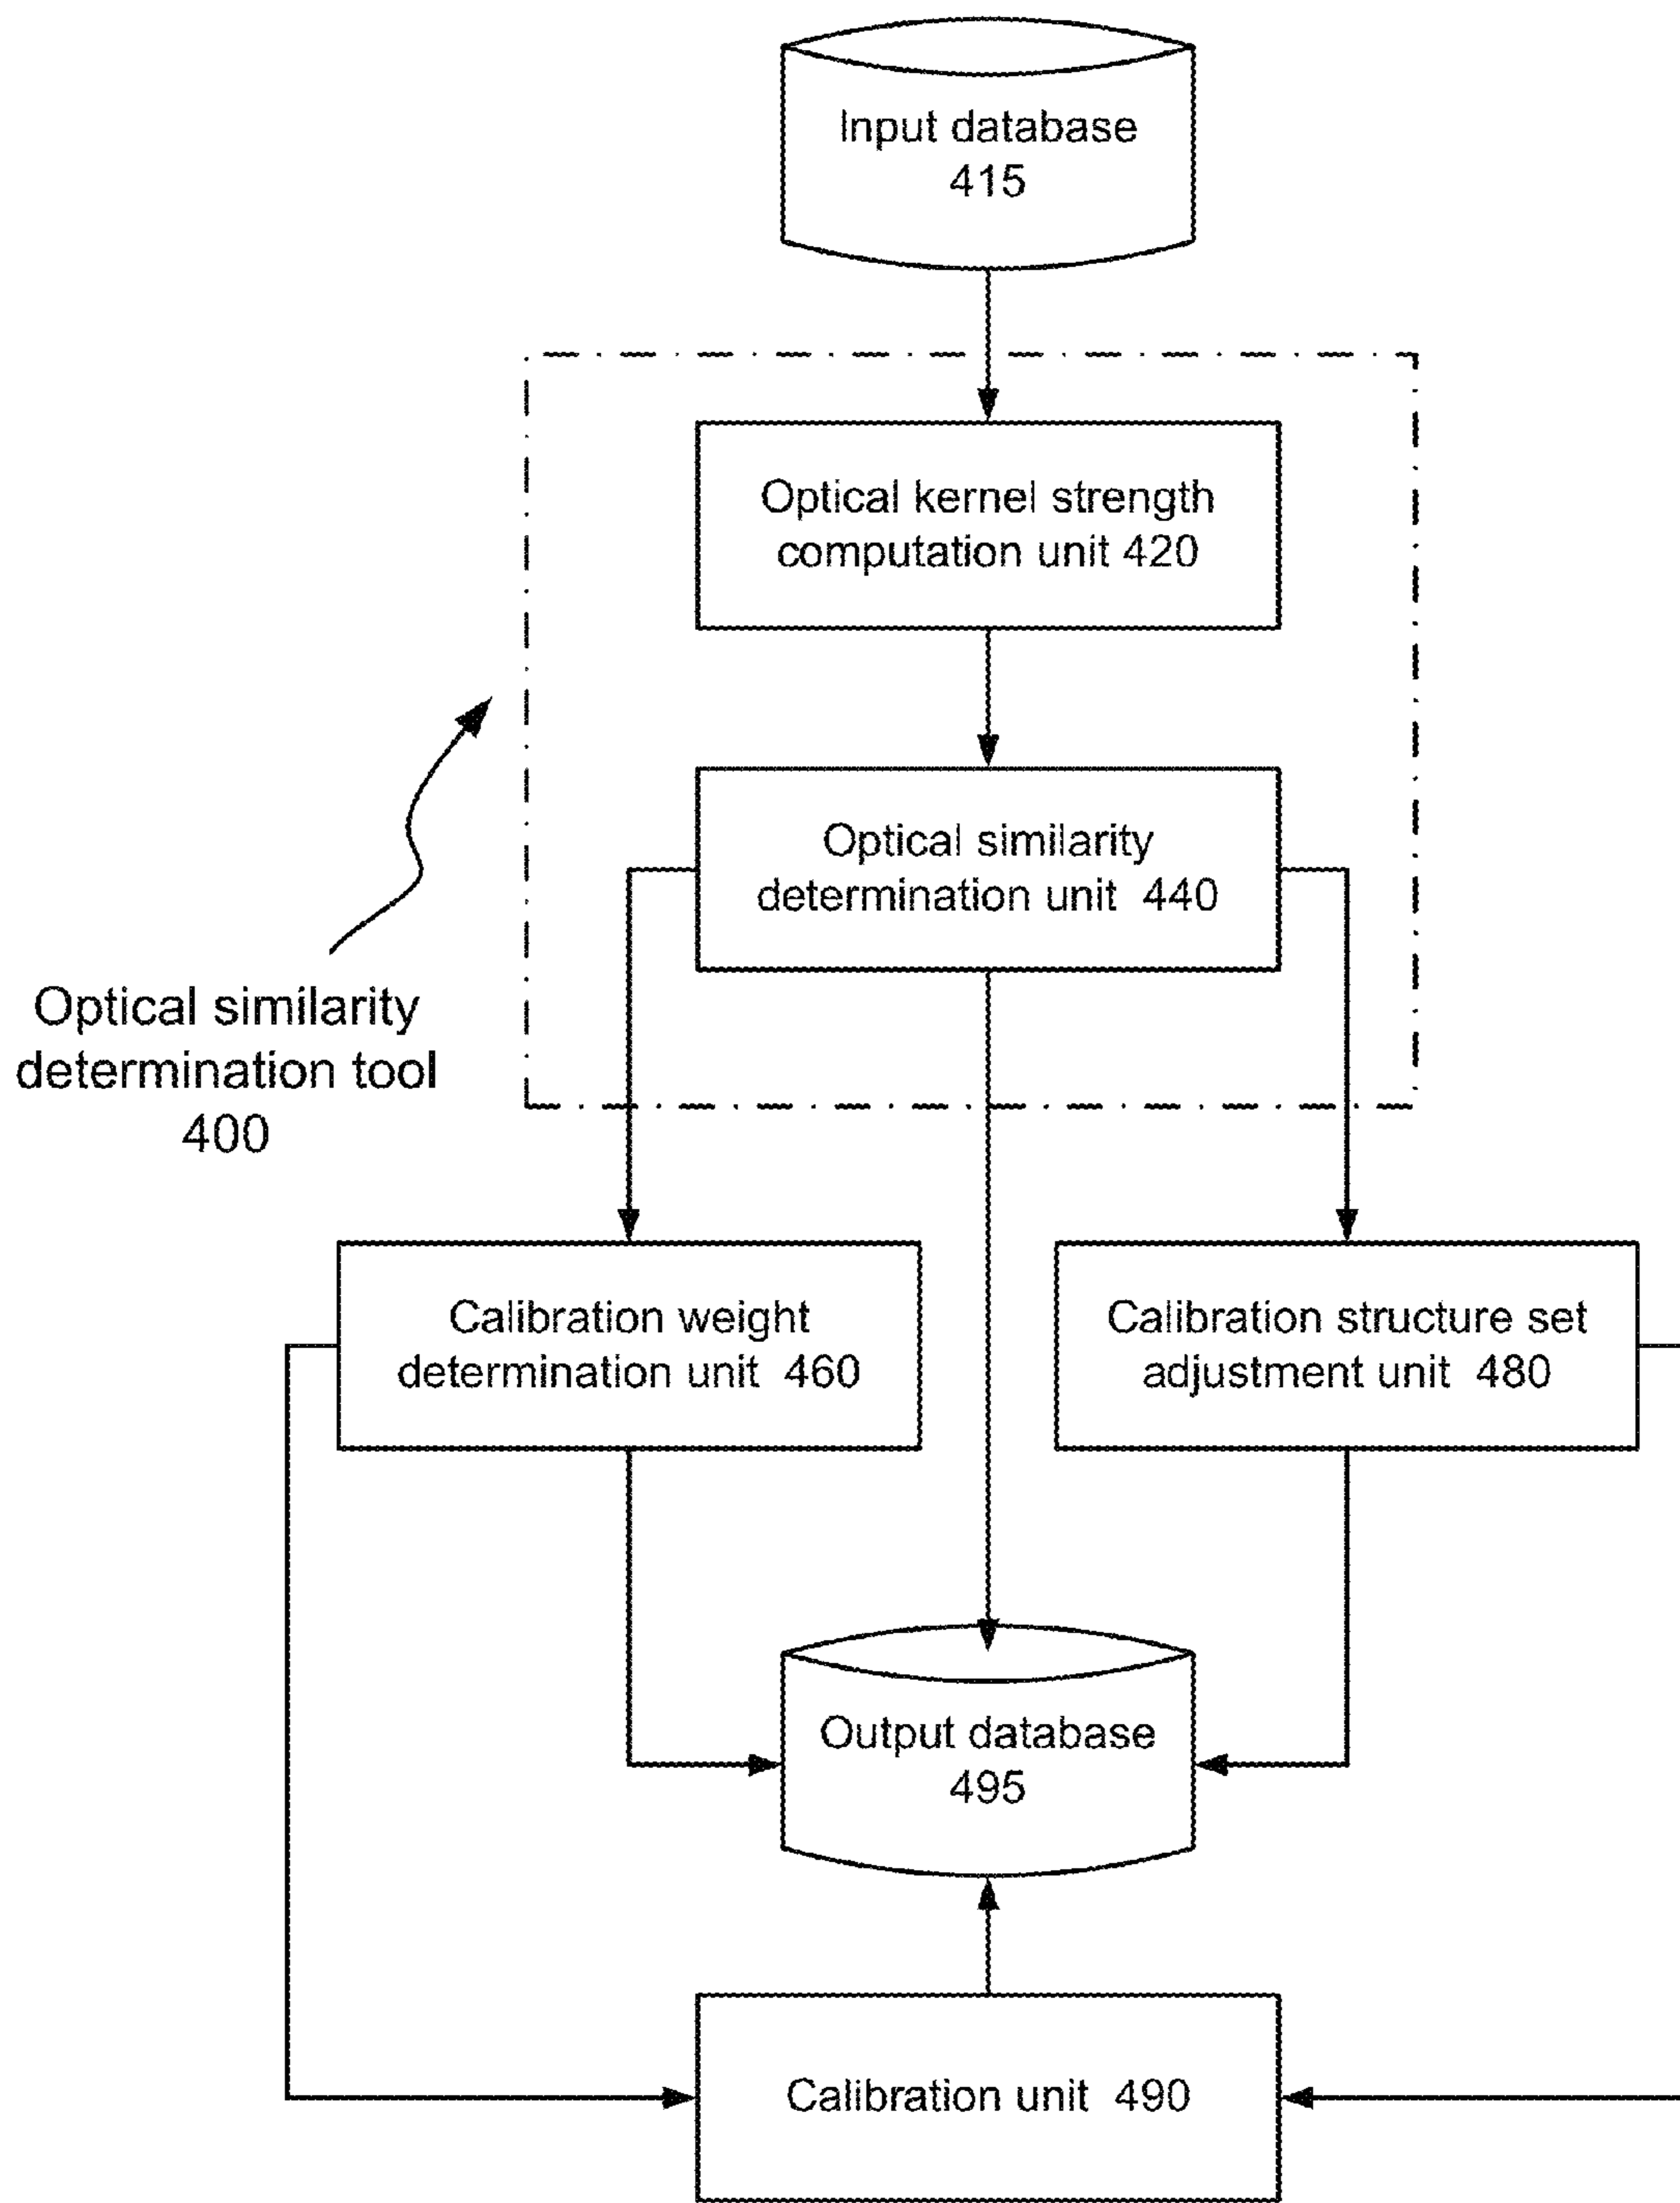 Input database
415
Optical kernel strength
computation unit 420
Optical similarity
determination unit 440
Optical similarity
determination tool
400
Calibration weight
determination unit 460
Calibration structure set
adjustment unit 480
Output database
495
Calibration unit 490